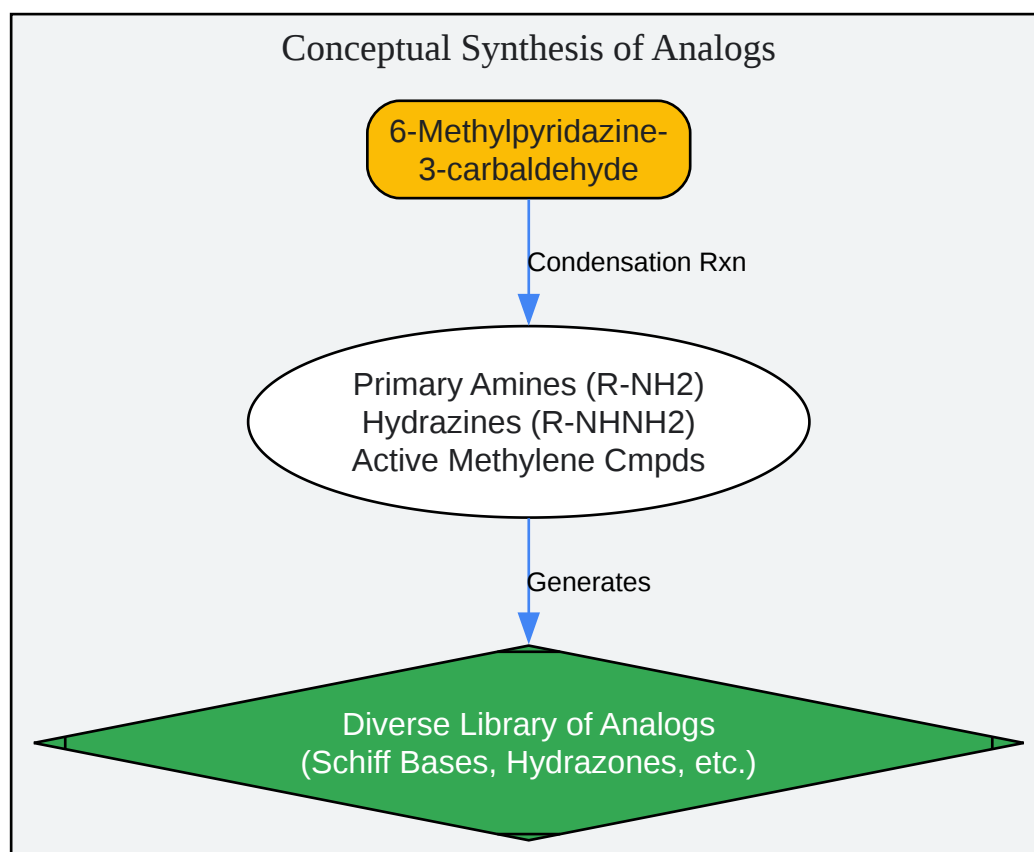 Conceptual Synthesis of Analogs
6-Methylpyridazine-
3-carbaldehyde
Condensation Rxn
Primary Amines (R-NH2)
Hydrazines (R-NHNH2)
Active Methylene Cmpds
Generates
Diverse Library of Analogs
(Schiff Bases, Hydrazones, etc.)